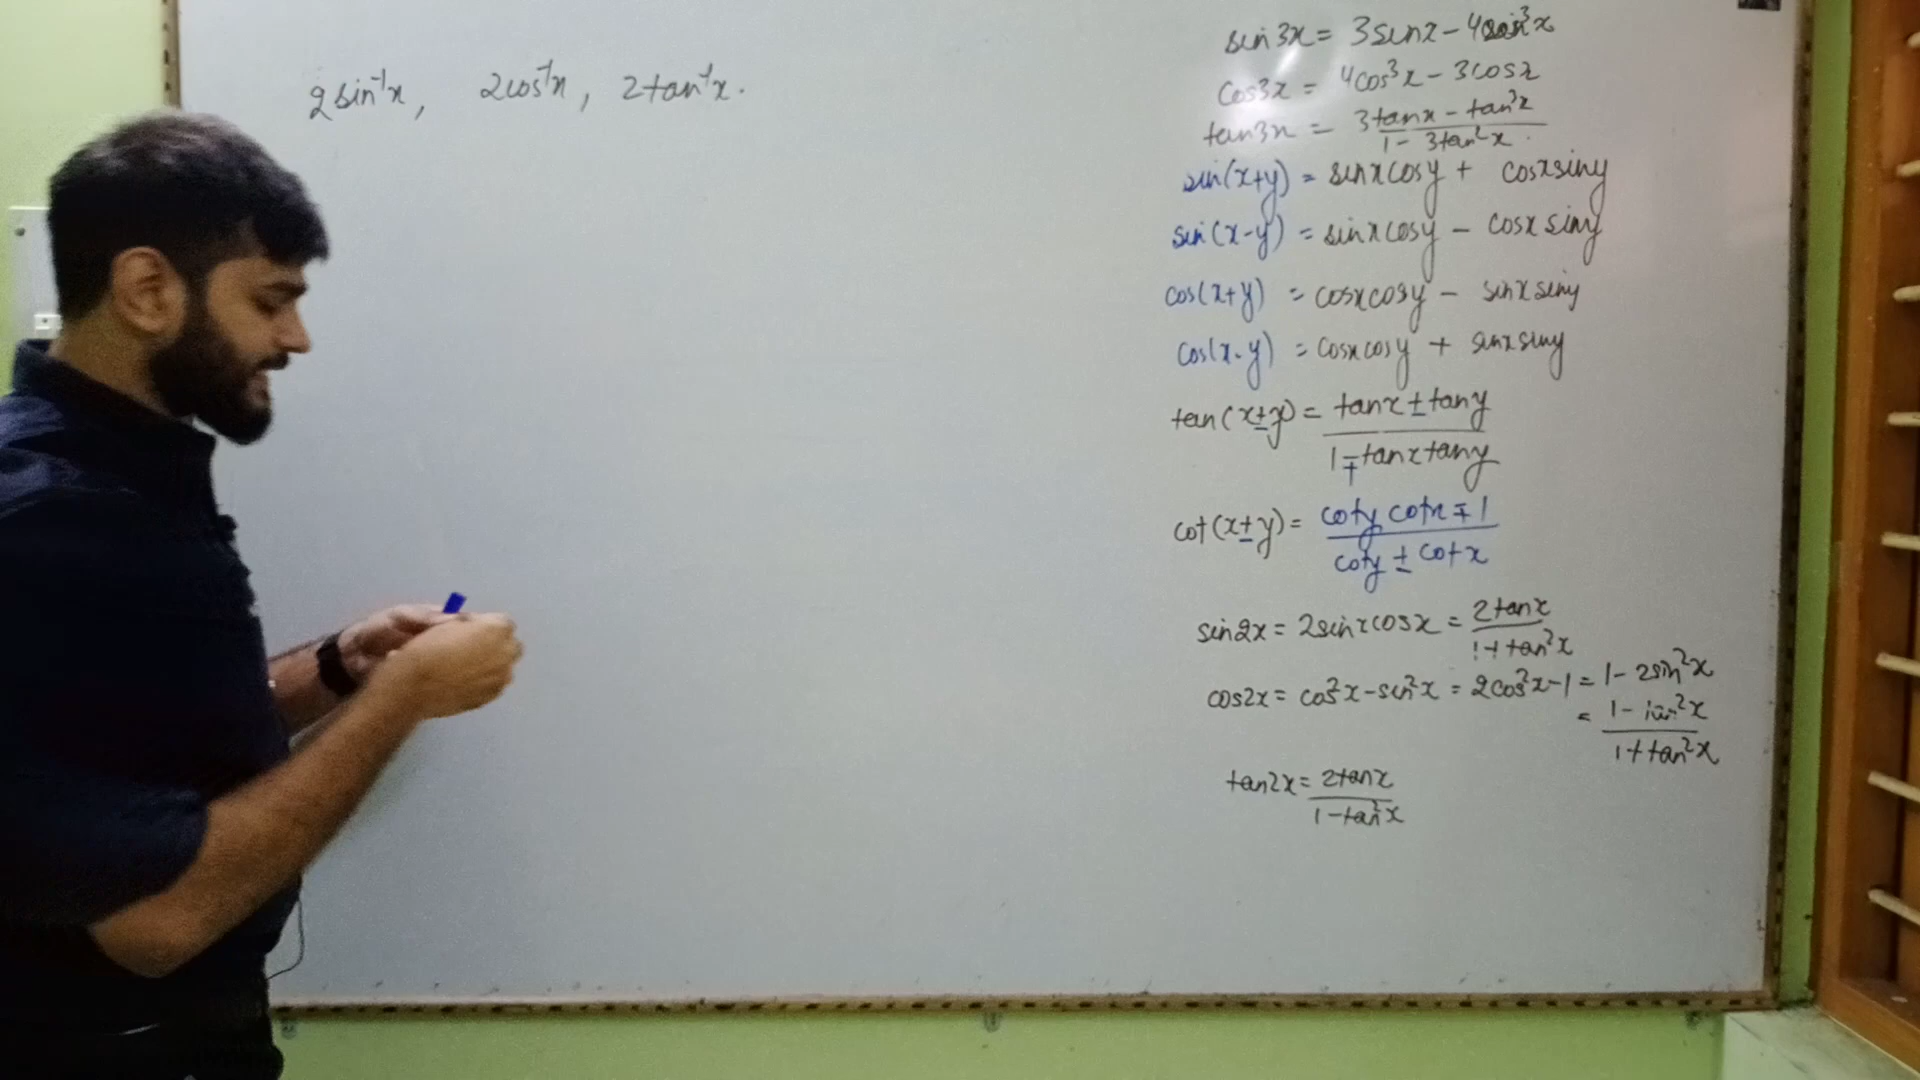 2sin⁻¹x, 2cos⁻¹x, 2tan⁻¹x.
sin3x = 3sinx - 4sin³x
cos3x = 4cos³x - 3cosx
tan3x = (3tanx - tan³x)/(1 - 3tan²x)
sin(x+y) = sinxcosy + cosxsiny
sin(x-y) = sinxcosy - cosxsiny
cos(x+y) = cosxcosy - sinxsiny
cos(x-y) = cosxcosy + sinxsiny
tan(x±y) = (tanx ± tany)/(1 ∓ tanxtany)
cot(x±y) = (coty cotx ∓ 1)/(coty ± cotx)
sin2x = 2sinxcosx = 2tanx/(1+tan²x)
cos2x = cos²x - sin²x = 2cos²x - 1 = 1 - 2sin²x
= (1 - tan²x)/(1 + tan²x)
tan2x = 2tanx/(1 - tan²x)